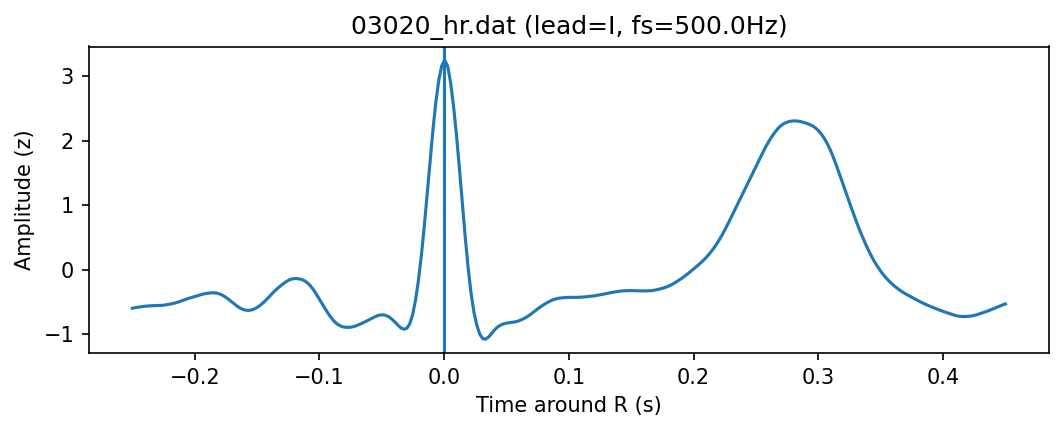 03020_hr.dat (lead=I, fs=500.0Hz)
Amplitude (z)
3
2
1
0
−1
−0.2 −0.1 0.0 0.1 0.2 0.3 0.4
Time around R (s)